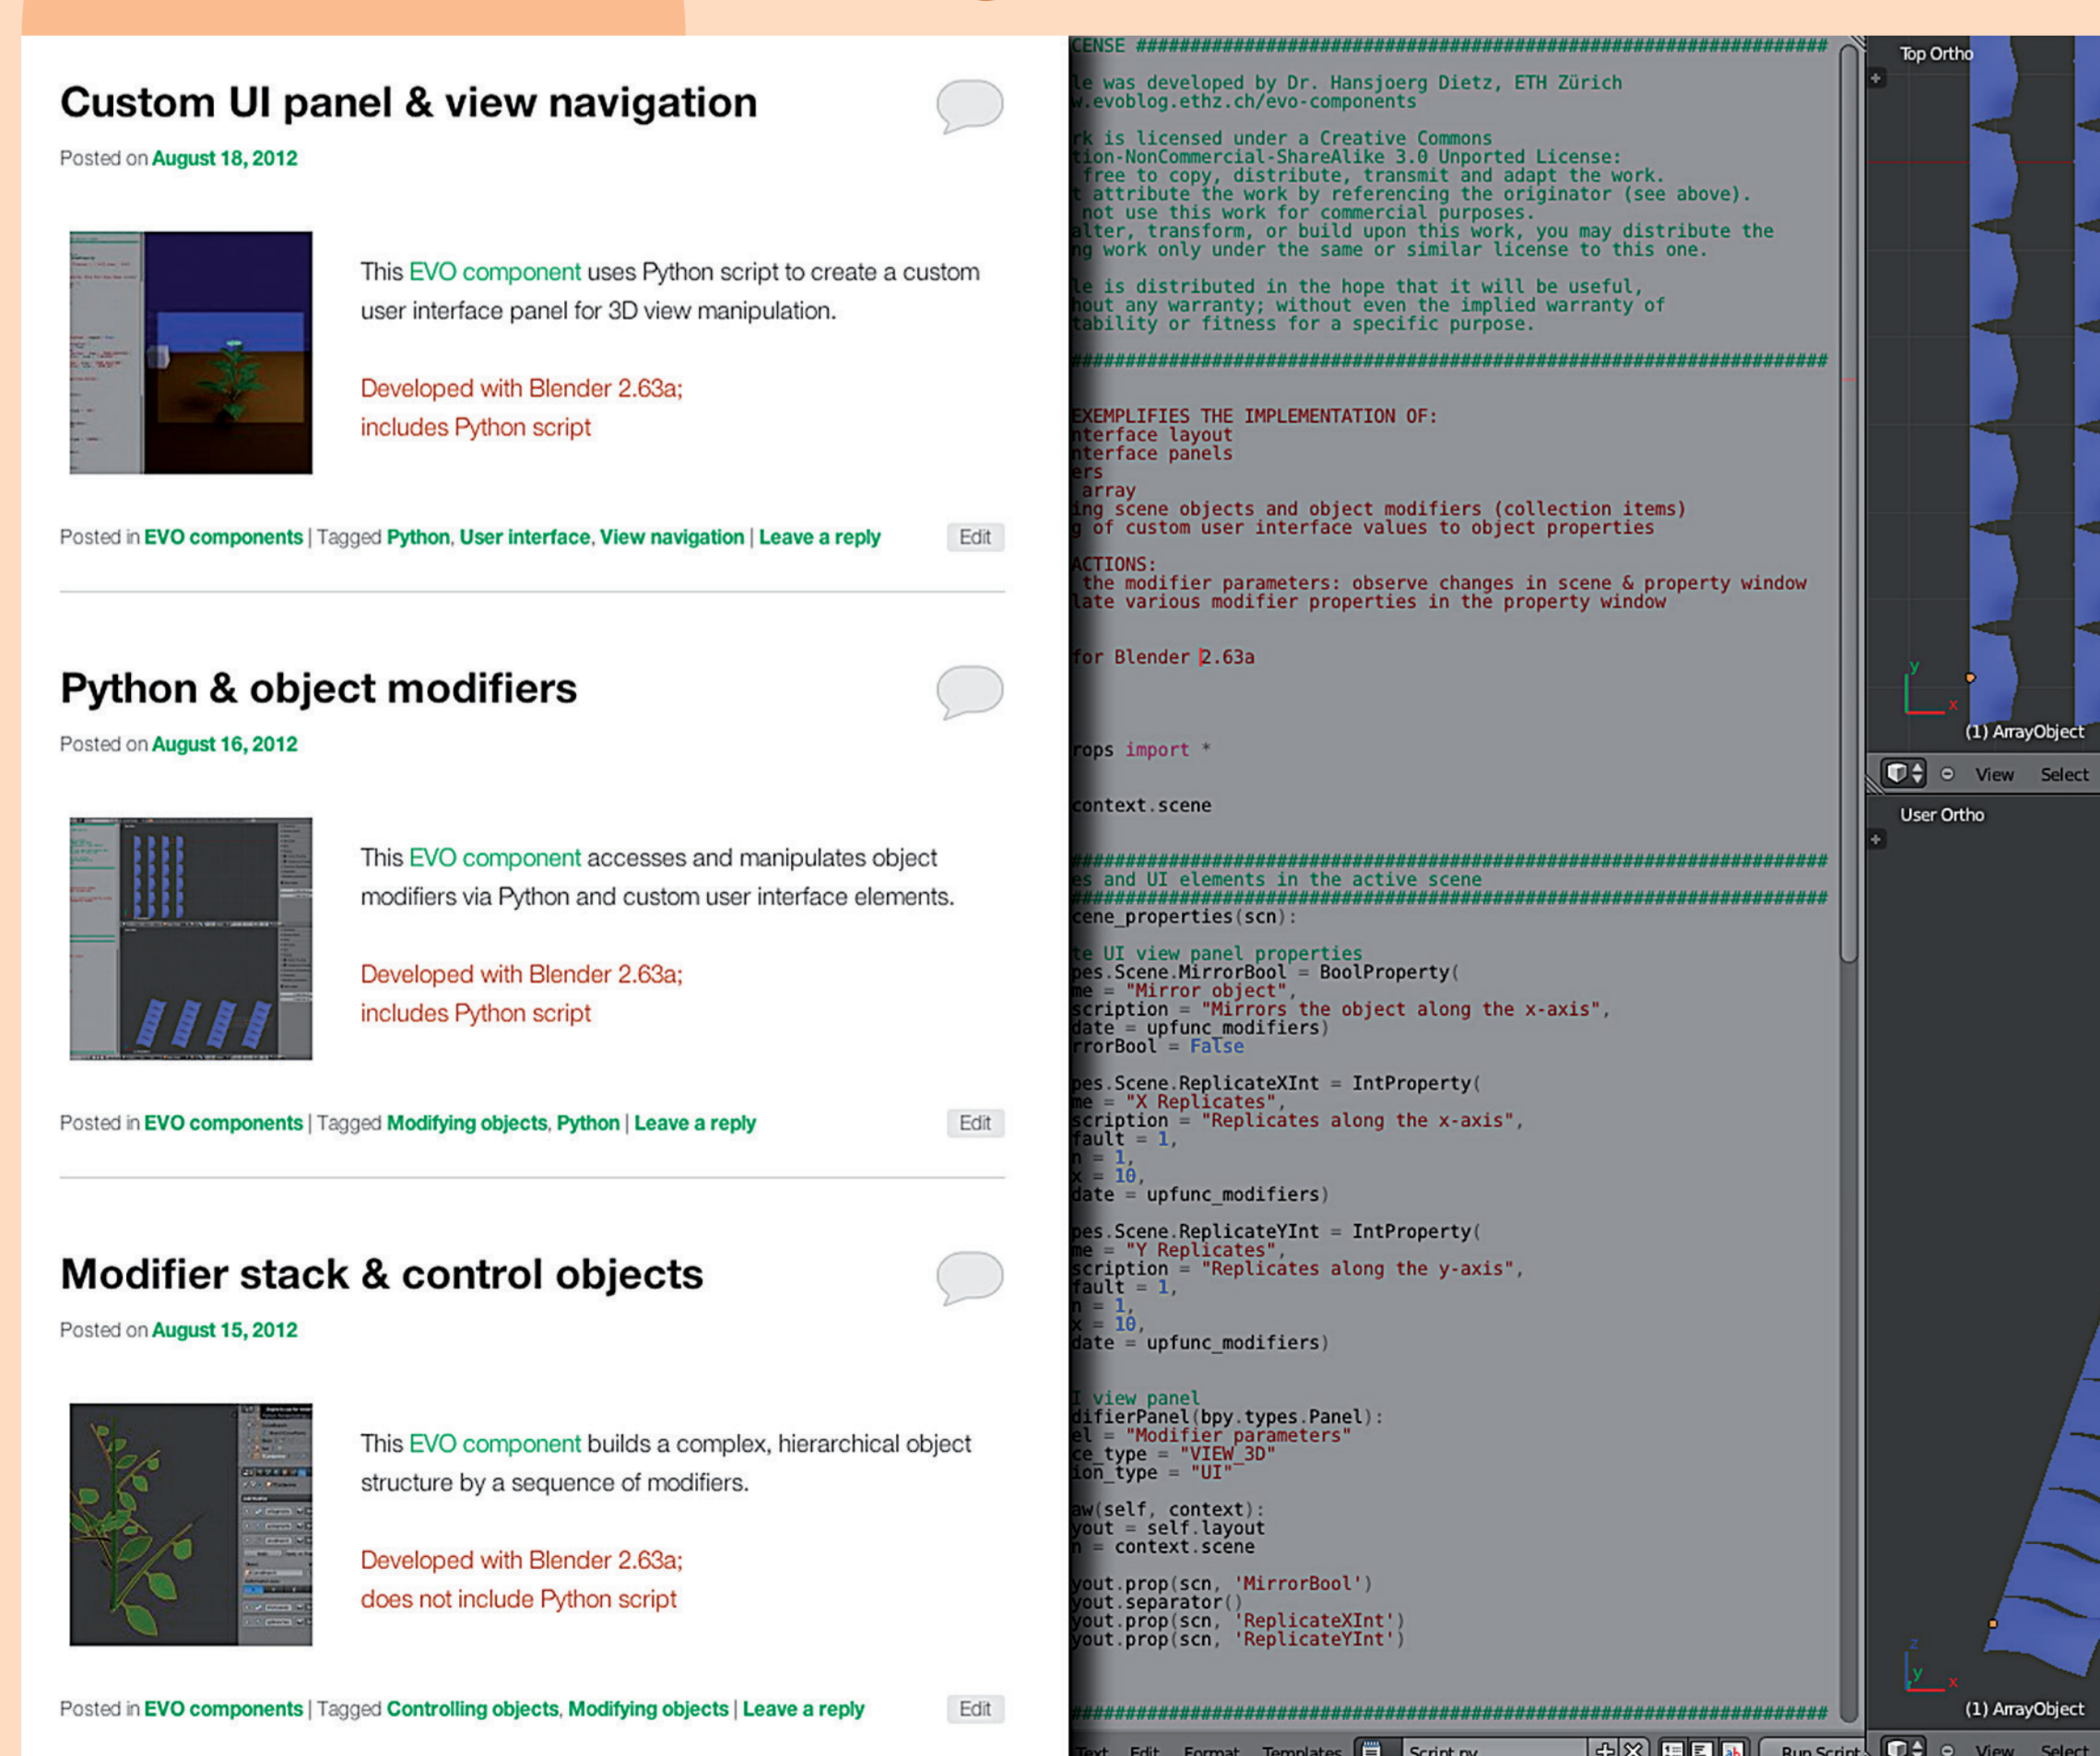 Custom UI panel & view navigation
Posted on August 18, 2012
This EVO component uses Python script to create a custom
user interface panel for 3D view manipulation.
Developed with Blender 2.63a;
includes Python script
Posted in EVO components | Tagged Python, User interface, View navigation | Leave a reply
Edit
Python & object modifiers
Posted on August 16, 2012
This EVO component accesses and manipulates object
modifiers via Python and custom user interface elements.
Developed with Blender 2.63a;
includes Python script
Posted in EVO components | Tagged Modifying objects, Python | Leave a reply
Edit
Modifier stack & control objects
Posted on August 15, 2012
This EVO component builds a complex, hierarchical object
structure by a sequence of modifiers.
Developed with Blender 2.63a;
does not include Python script
Posted in EVO components | Tagged Controlling objects, Modifying objects | Leave a reply
Edit
CENSE ################################################################
le was developed by Dr. Hansjoerg Dietz, ETH Zürich
w.evoblog.ethz.ch/evo-components
rk is licensed under a Creative Commons
tion-NonCommercial-ShareAlike 3.0 Unported License:
free to copy, distribute, transmit and adapt the work.
t attribute the work by referencing the originator (see above).
not use this work for commercial purposes.
alter, transform, or build upon this work, you may distribute the
ng work only under the same or similar license to this one.
le is distributed in the hope that it will be useful,
hout any warranty; without even the implied warranty of
tability or fitness for a specific purpose.
######################################################################
EXEMPLIFIES THE IMPLEMENTATION OF:
nterface layout
nterface panels
ers
array
ing scene objects and object modifiers (collection items)
g of custom user interface values to object properties
ACTIONS:
the modifier parameters: observe changes in scene & property window
late various modifier properties in the property window
for Blender 2.63a
rops import *
context.scene
######################################################################
es and UI elements in the active scene
######################################################################
cene_properties(scn):
te UI view panel properties
pes.Scene.MirrorBool = BoolProperty(
me = "Mirror object",
scription = "Mirrors the object along the x-axis",
date = upfunc_modifiers)
rrorBool = False
pes.Scene.ReplicateXInt = IntProperty(
me = "X Replicates",
scription = "Replicates along the x-axis",
fault = 1,
n = 1,
x = 10,
date = upfunc_modifiers)
pes.Scene.ReplicateYInt = IntProperty(
me = "Y Replicates",
scription = "Replicates along the y-axis",
fault = 1,
n = 1,
x = 10,
date = upfunc_modifiers)
I view panel
difierPanel(bpy.types.Panel):
el = "Modifier parameters"
ce_type = "VIEW_3D"
ion_type = "UI"
aw(self, context):
yout = self.layout
n = context.scene
yout.prop(scn, 'MirrorBool')
yout.separator()
yout.prop(scn, 'ReplicateXInt')
yout.prop(scn, 'ReplicateYInt')
######################################################################
Text Edit Format Templates Script.py Run Script
Top Ortho
y
x
(1) ArrayObject
View Select
User Ortho
z
y
x
(1) ArrayObject
View Select